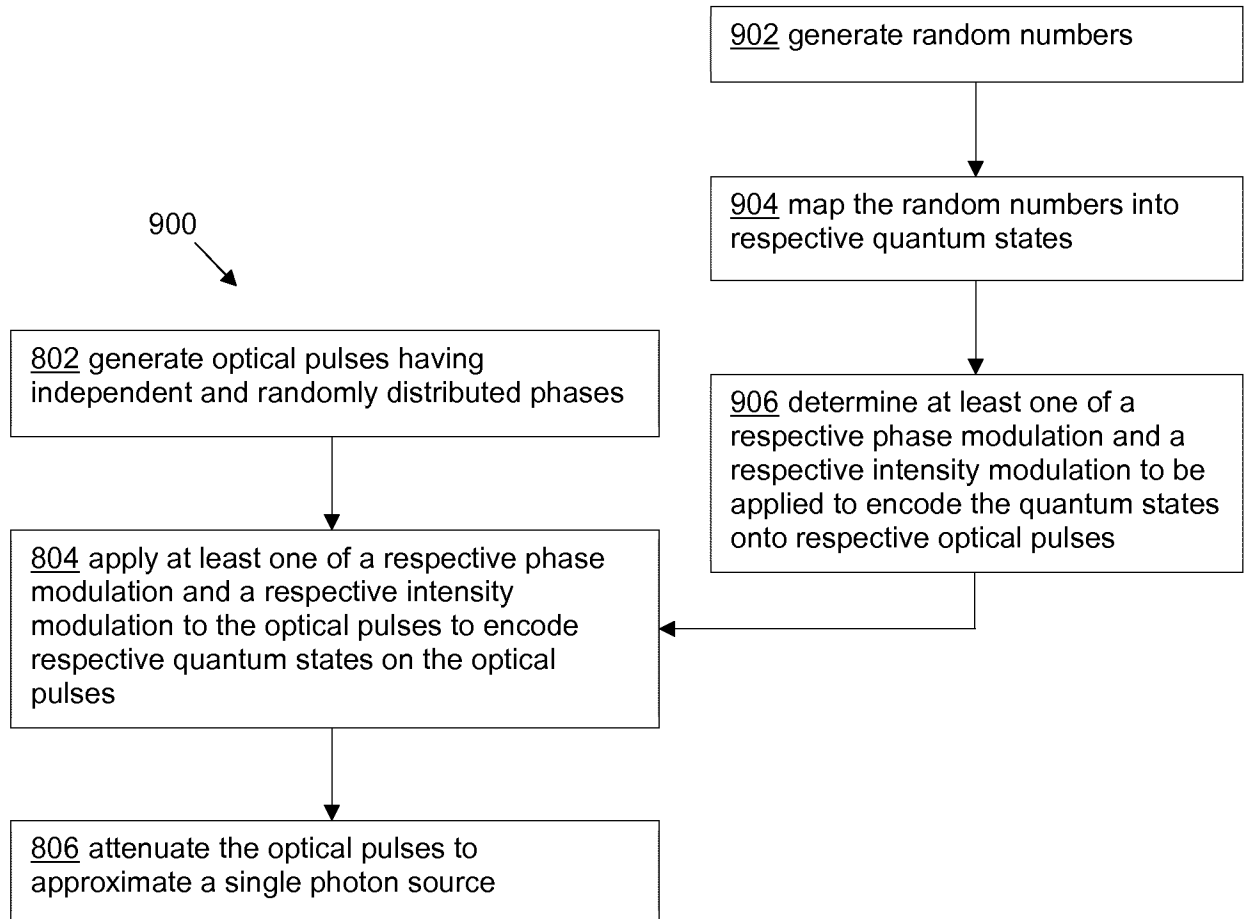 902 generate random numbers
904 map the random numbers into
respective quantum states
900
802 generate optical pulses having
independent and randomly distributed phases
906 determine at least one of a
respective phase modulation and a
respective intensity modulation to be
applied to encode the quantum states
onto respective optical pulses
804 apply at least one of a respective phase
modulation and a respective intensity
modulation to the optical pulses to encode
respective quantum states on the optical
pulses
806 attenuate the optical pulses to
approximate a single photon source